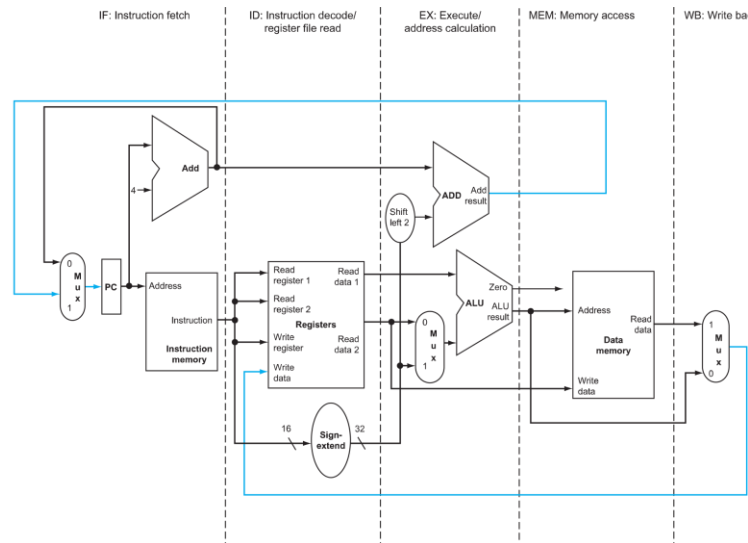 IF: Instruction fetch
ID: Instruction decode/
register file read
EX: Execute/
address calculation
MEM: Memory access
WB: Write ba
Add
4
ADD
Add
result
Shift
left 2
0
M
u
x
1
PC
Address
Instruction
Instruction
memory
Read
register 1
Read
register 2
Registers
Write
register
Write
data
Read
data 1
Read
data 2
0
M
u
x
1
Zero
ALU
ALU
result
Address
Read
data
Data
memory
Write
data
1
M
u
x
0
16
Sign-
extend
32